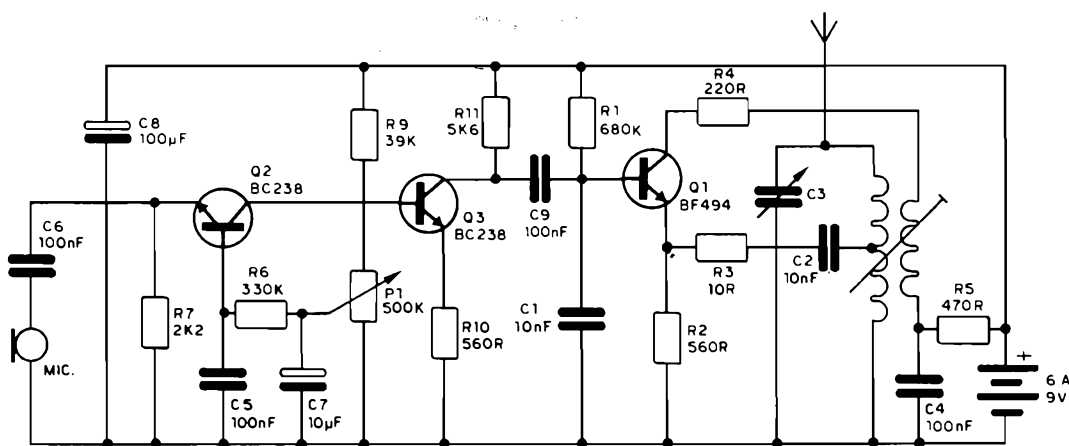 C8
100µF
R9
39K
R11
5K6
R1
680K
R4
220R
Q2
BC238
Q3
BC238
C9
100nF
Q1
BF494
C3
C6
100nF
R7
2K2
R6
330K
P1
500K
R10
560R
C1
10nF
R3
10R
C2
10nF
R2
560R
R5
470R
MIC.
C5
100nF
C7
10µF
C4
100nF
+
6 A
9V